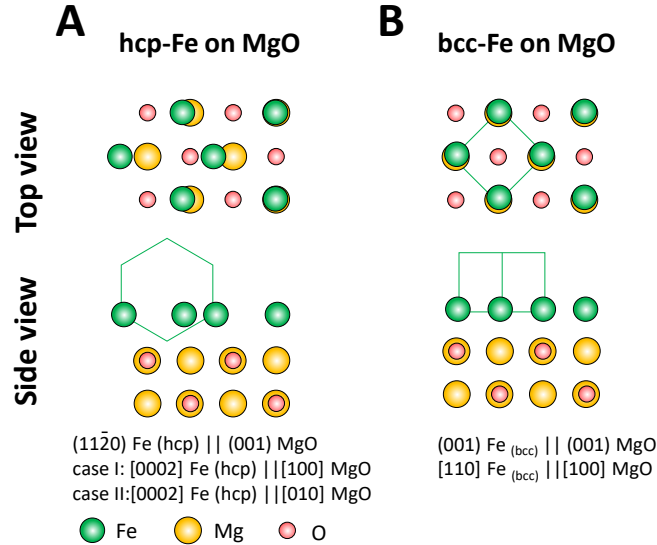 A
hcp-Fe on MgO
B
bcc-Fe on MgO
Top view
Side view
(112̄0) Fe (hcp) || (001) MgO
case I: [0002] Fe (hcp) ||[100] MgO
case II:[0002] Fe (hcp) ||[010] MgO
(001) Fe (bcc) || (001) MgO
[110] Fe (bcc) ||[100] MgO
Fe Mg O